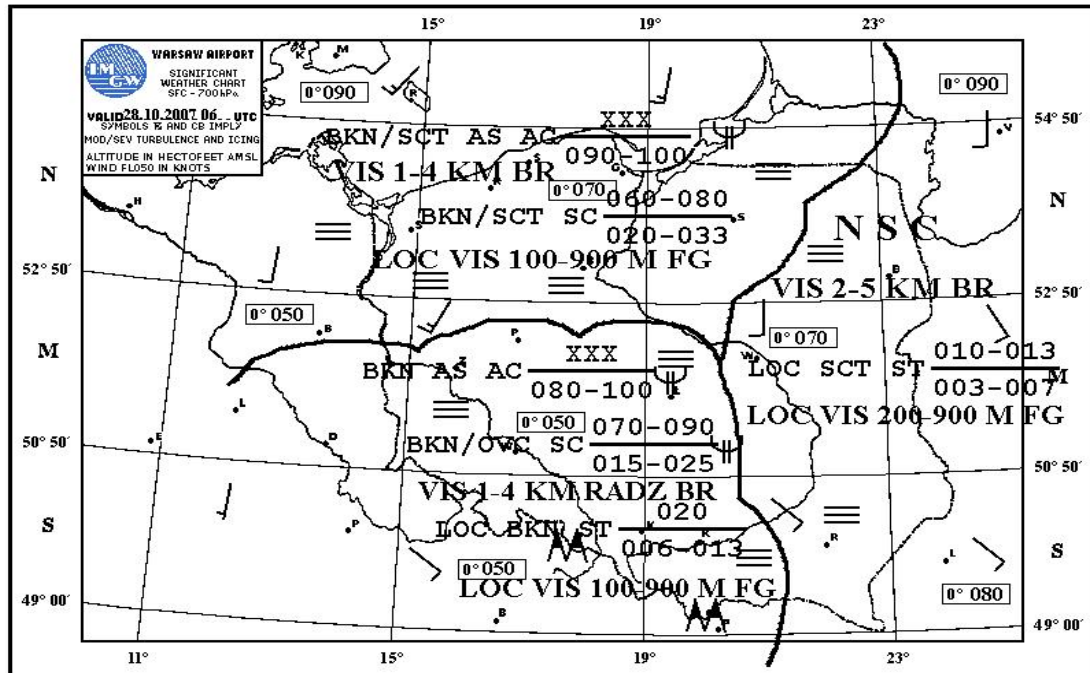 15°
19°
23°
IMGW
WARSAW AIRPORT
SIGNIFICANT
WEATHER CHART
SFC - 700hPa
VALID 28.10.2007 06 UTC
SYMBOLS AND CB IMPLY
MOD/SEV TURBULENCE AND ICING
ALTITUDE IN HECTOFEET AMSL
WIND FL050 IN KNOTS
K
M
0° 090
R
0° 090
54° 50'
V
XXX
BKN/SCT AS AC
090-100
VIS 1-4 KM BR
S
K
G
0° 070
060-080
BKN/SCT SC
020-033
S
LOC VIS 100-900 M FG
N
N
H
NSC
B
VIS 2-5 KM BR
52° 50'
52° 50'
0° 050
B
P
0° 070
W
M
M
XXX
BKN AS AC
080-100
Z
L
LOC SCT ST
010-013
003-007
LOC VIS 200-900 M FG
L
E
D
0° 050
070-090
BKN/OVC SC
015-025
50° 50'
50° 50'
VIS 1-4 KM RADZ BR
020
LOC BKN ST
006-013
P
K
R
R
L
S
S
0° 050
LOC VIS 100-900 M FG
0° 080
B
P
49° 00'
49° 00'
11°
15°
19°
23°